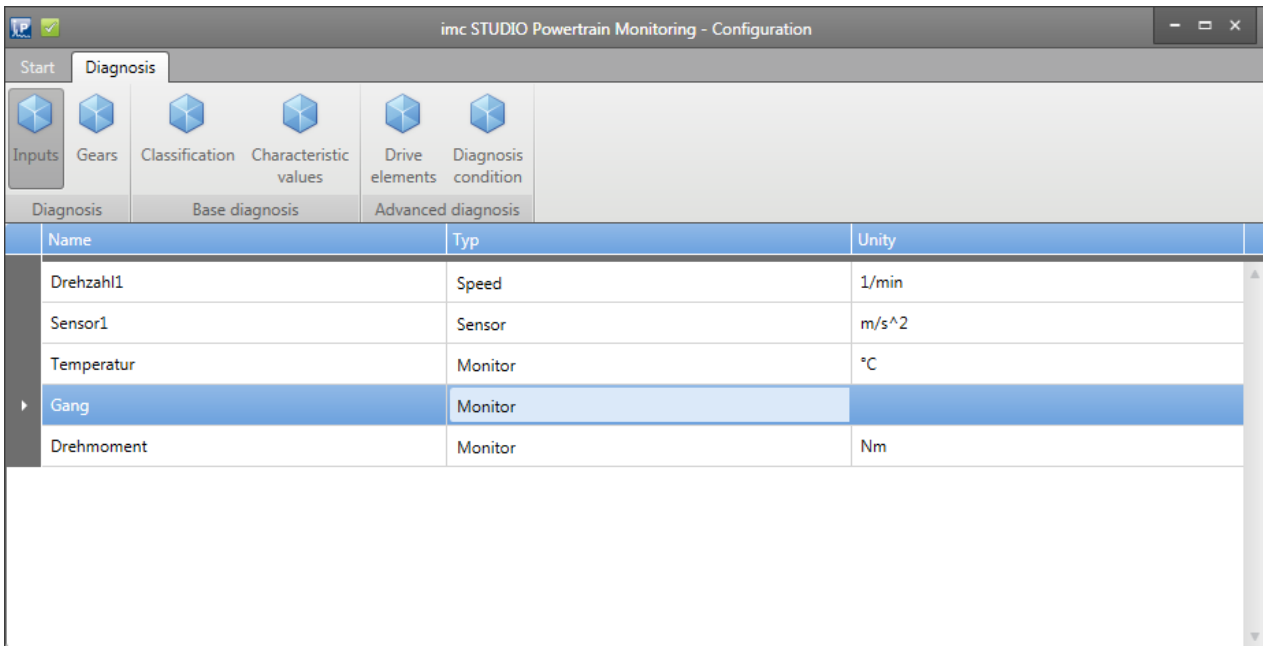 imc STUDIO Powertrain Monitoring - Configuration
Start Diagnosis
Inputs Gears Classification Characteristic values Drive elements Diagnosis condition
Diagnosis Base diagnosis Advanced diagnosis
Name Typ Unity
Drehzahl1 Speed 1/min
Sensor1 Sensor m/s^2
Temperatur Monitor °C
Gang Monitor
Drehmoment Monitor Nm